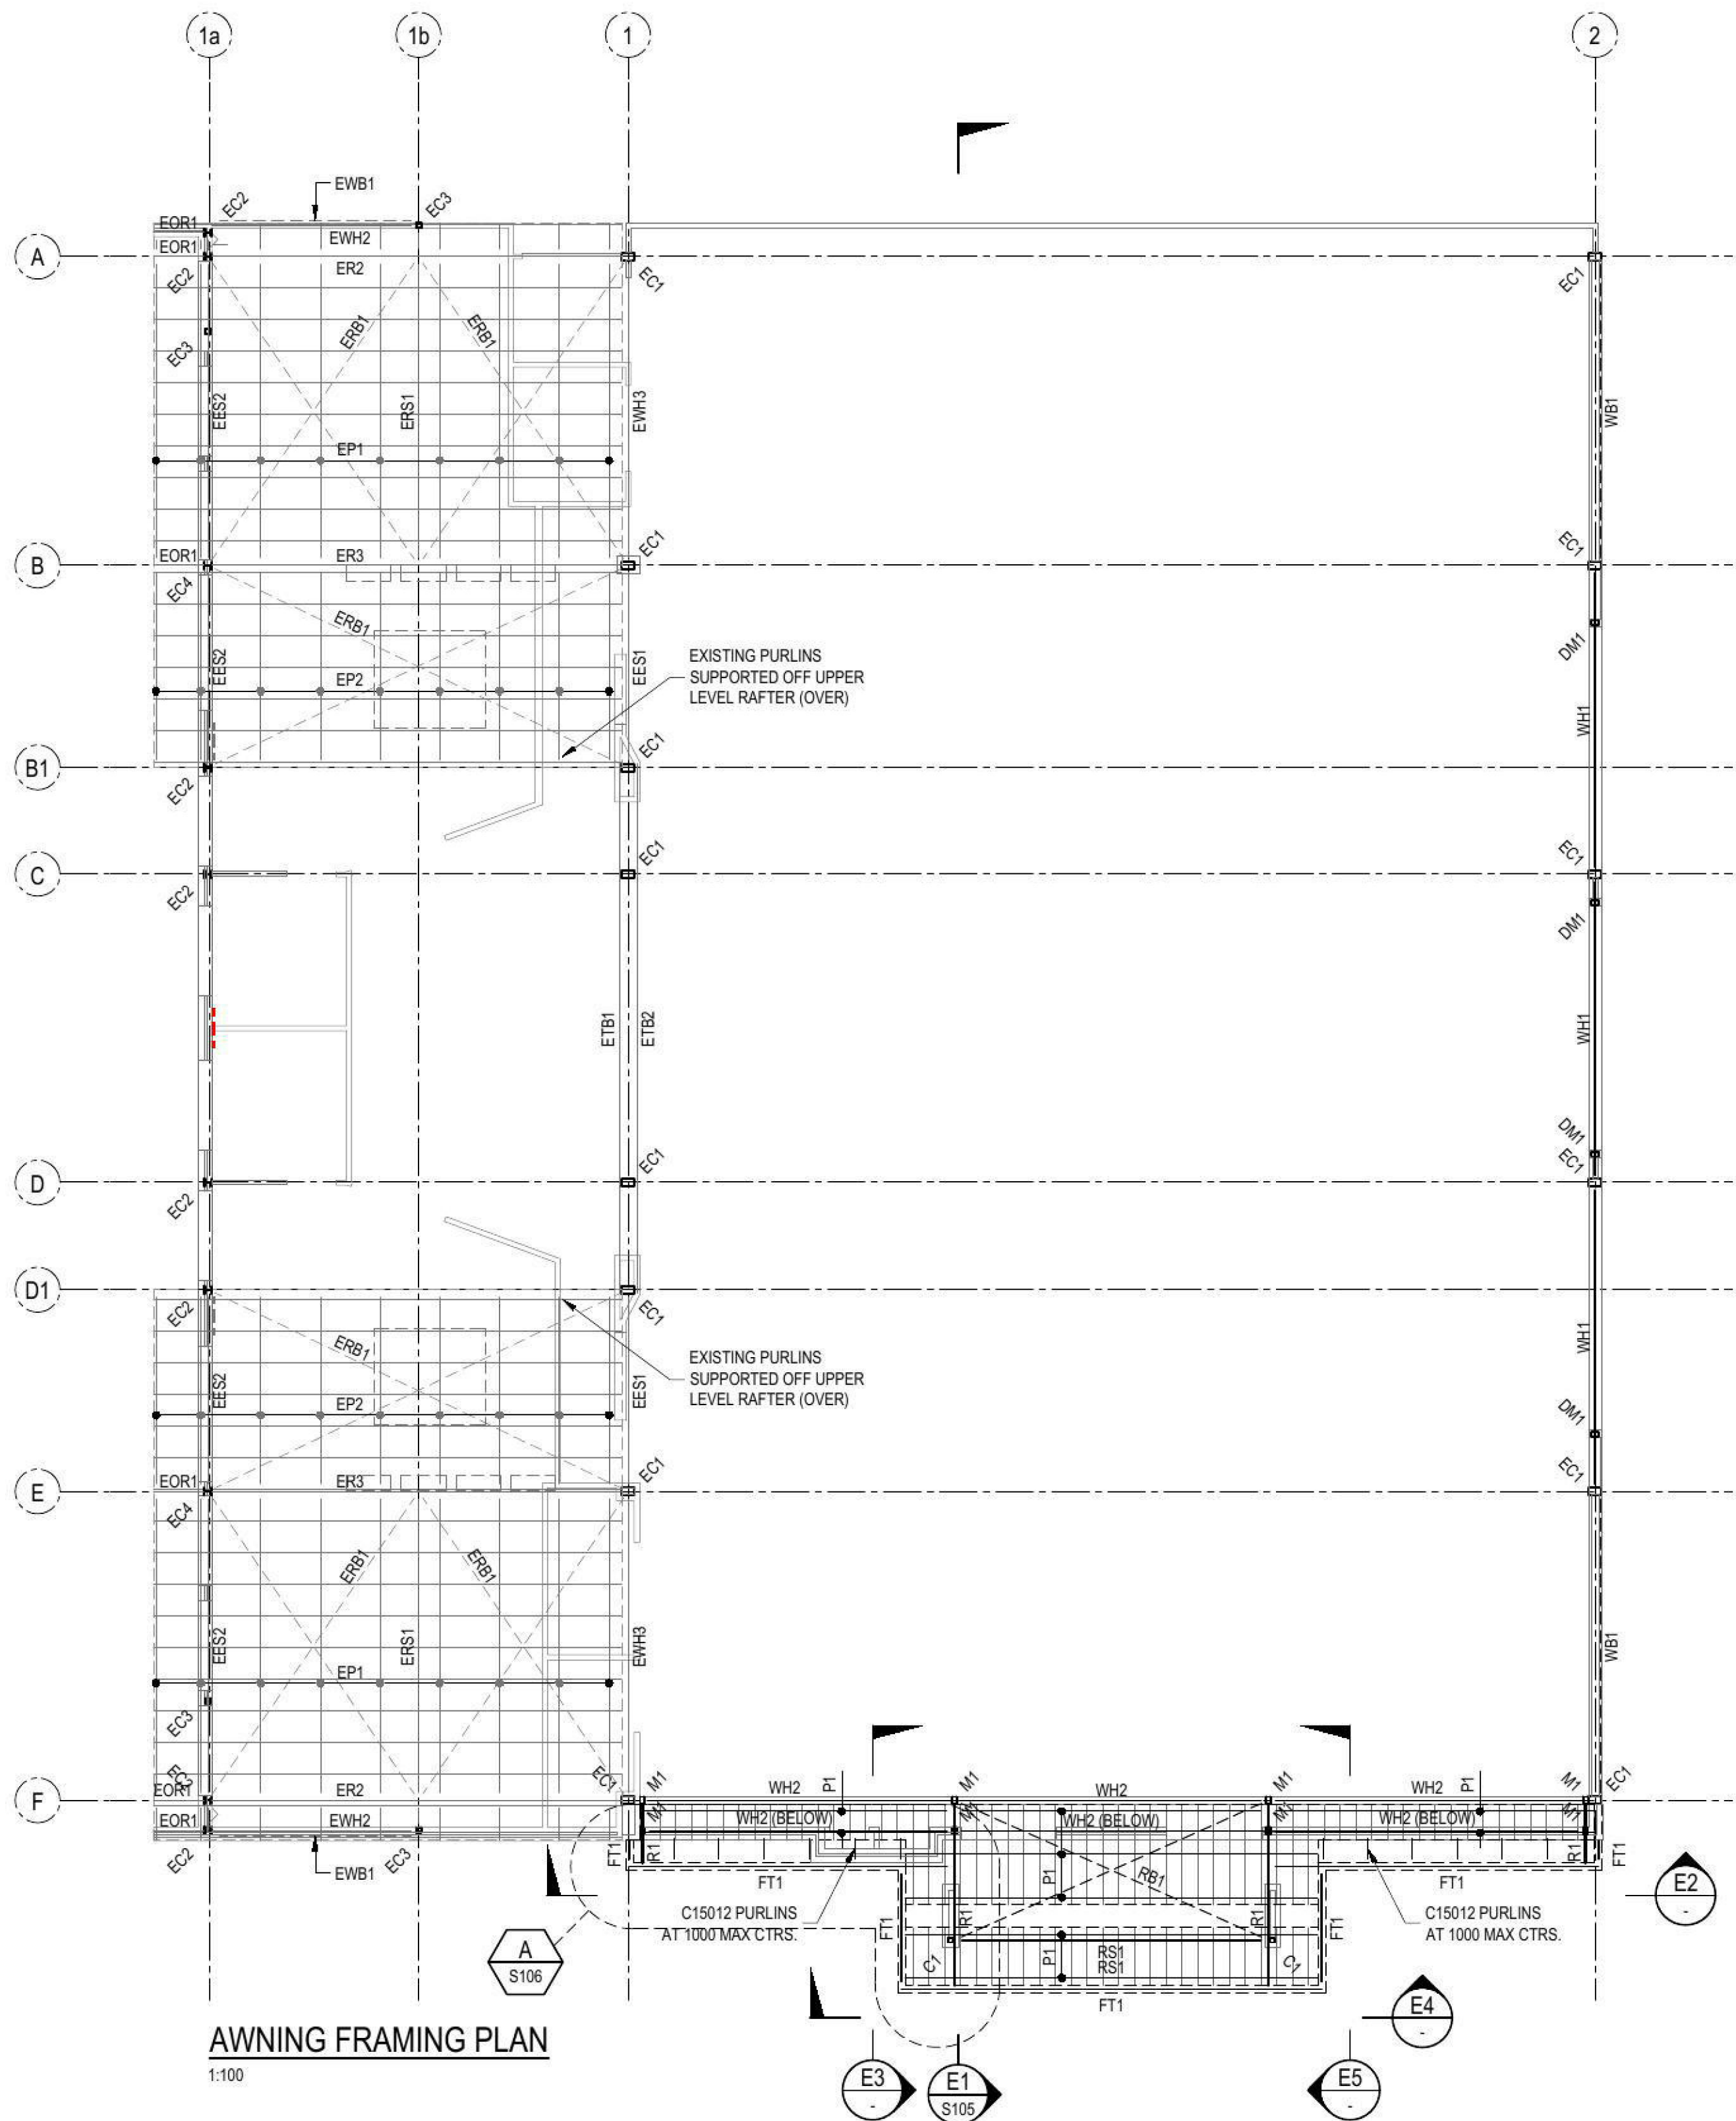 1a
1b
1
2
EWB1
EC2
EC3
EOR1
EWH2
A
EOR1
ER2
EC2
EC1
EC1
ERB1
ERB1
EC3
EES2
ERS1
EWH3
WB1
EP1
EC1
EC1
B
EOR1
ER3
EC4
ERB1
DM1
EXISTING PURLINS
SUPPORTED OFF UPPER
LEVEL RAFTER (OVER)
EES2
EP2
EES1
WH1
B1
EC1
EC2
C
EC1
EC1
EC2
DM1
ETB1
ETB2
WH1
DM1
D
EC1
EC1
EC2
D1
EC2
EC1
ERB1
WH1
EXISTING PURLINS
SUPPORTED OFF UPPER
LEVEL RAFTER (OVER)
EES2
EP2
EES1
DM1
E
EOR1
ER3
EC1
EC1
EC4
ERB1
ERB1
EES2
ERS1
EWH3
WB1
EP1
EC3
EC2
F
EOR1
ER2
EC1
M1
WH2
P1
M1
WH2
M1
WH2
P1
M1
EC1
EOR1
EWH2
M1
WH2 (BELOW)
M1
WH2 (BELOW)
M1
WH2 (BELOW)
M1
EC2
EWB1
EC3
FT1
R1
FT1
RB1
P1
FT1
R1
FT1
E2
-
C15012 PURLINS
AT 1000 MAX CTRS.
FT1
R1
R1
FT1
C15012 PURLINS
AT 1000 MAX CTRS.
A
S106
C1
P1
RS1
RS1
C1
FT1
E4
-
AWNING FRAMING PLAN
1:100
E3
-
E1
S105
E5
-